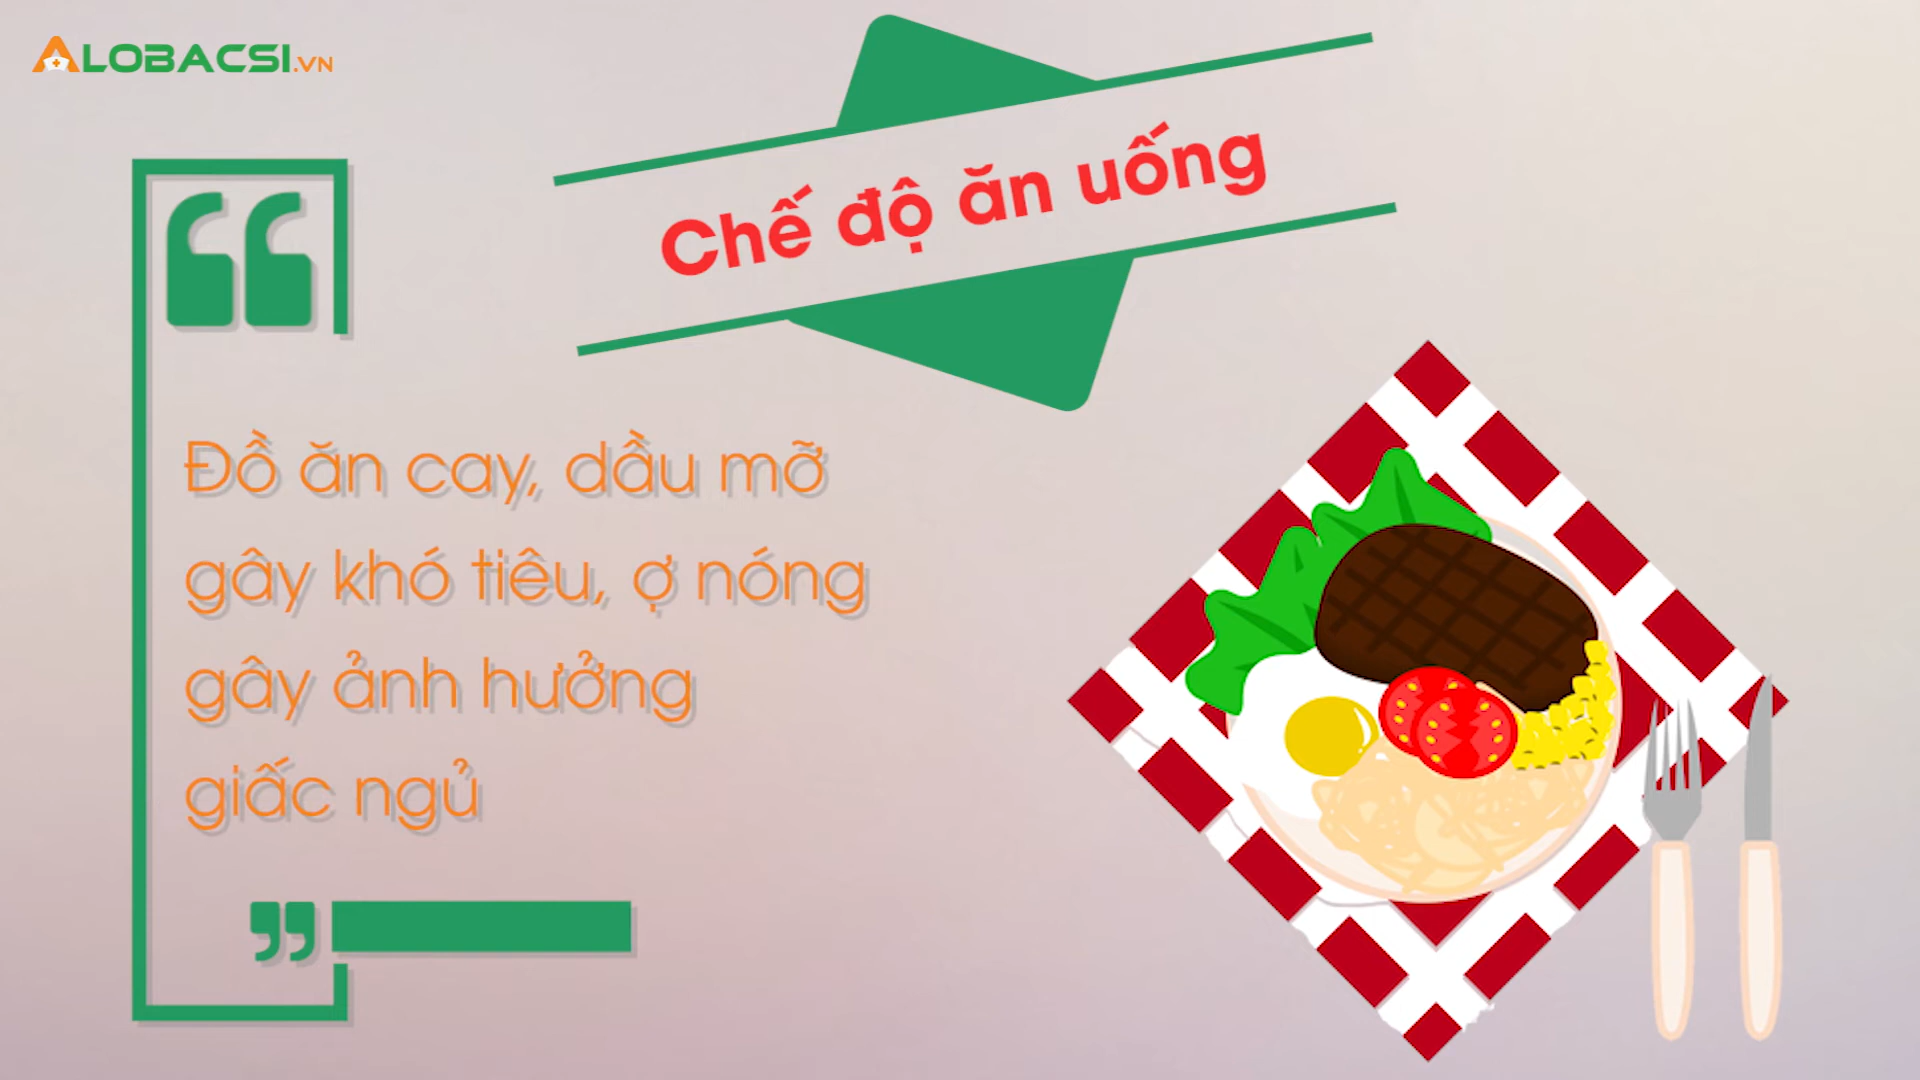 ALOBACSI.VN
Chế độ ăn uống
Đồ ăn cay, dầu mỡ
gây khó tiêu, ợ nóng
gây ảnh hưởng
giấc ngủ